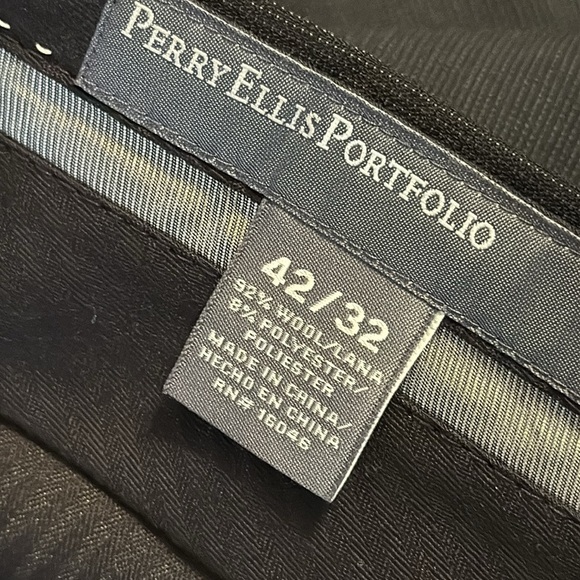 PERRY ELLIS PORTFOLIO
42/32
92% WOOL/LANA
8% POLYESTER/
POLIESTER
MADE IN CHINA/
HECHO EN CHINA
RN# 16046